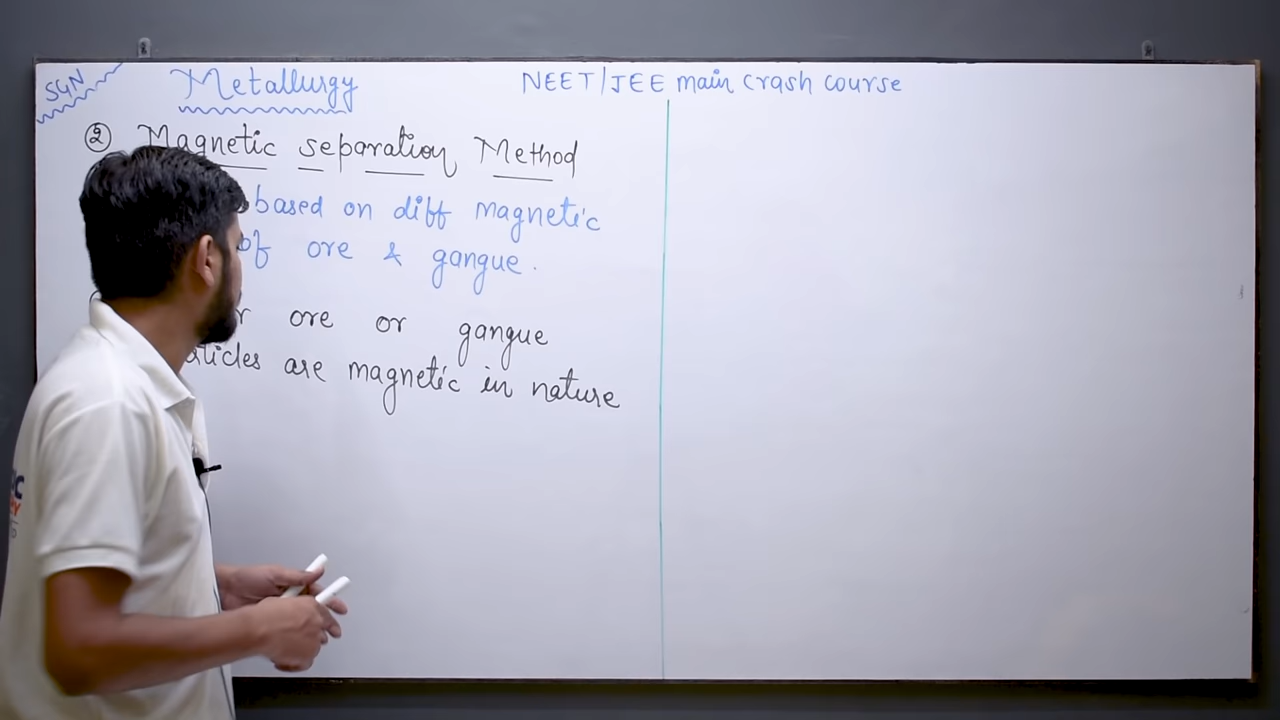 SGN
Metallurgy
NEET/JEE main crash course
② Magnetic separation Method
based on diff magnetic
of ore & gangue.
ore or gangue
are magnetic in nature